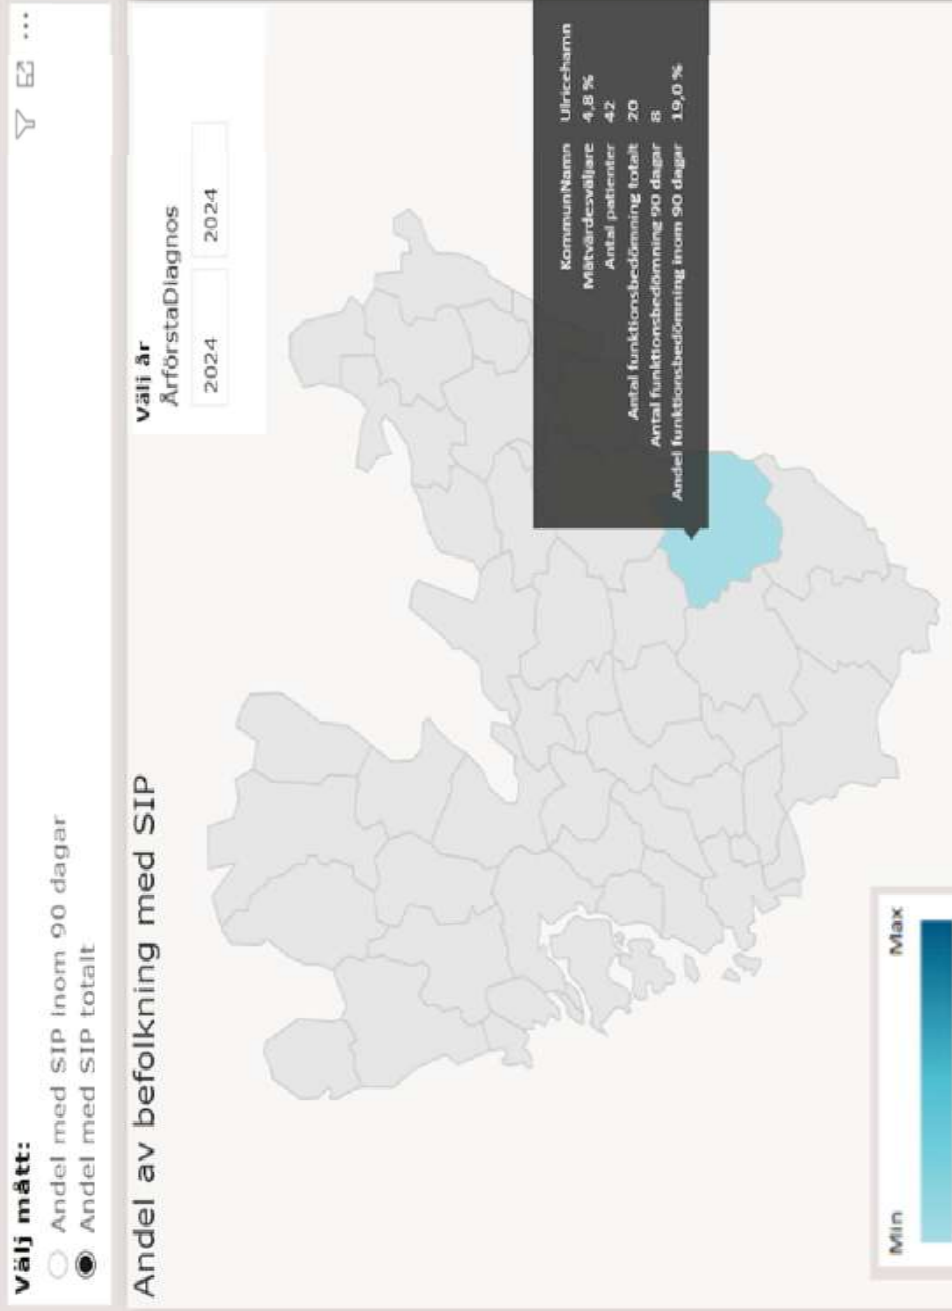 Välj mått:
Andel med SIP inom 90 dagar
Andel med SIP totalt
Andel av befolkning med SIP
Välj år
ÅrförstaDiagnos
2024 2024
KommunNamn Ulricehamn
Mätvärdesväljare 4,8 %
Antal patienter 42
Antal funktionsbedömning totalt 20
Antal funktionsbedömning 90 dagar 8
Andel funktionsbedömning inom 90 dagar 19,0 %
Min Max